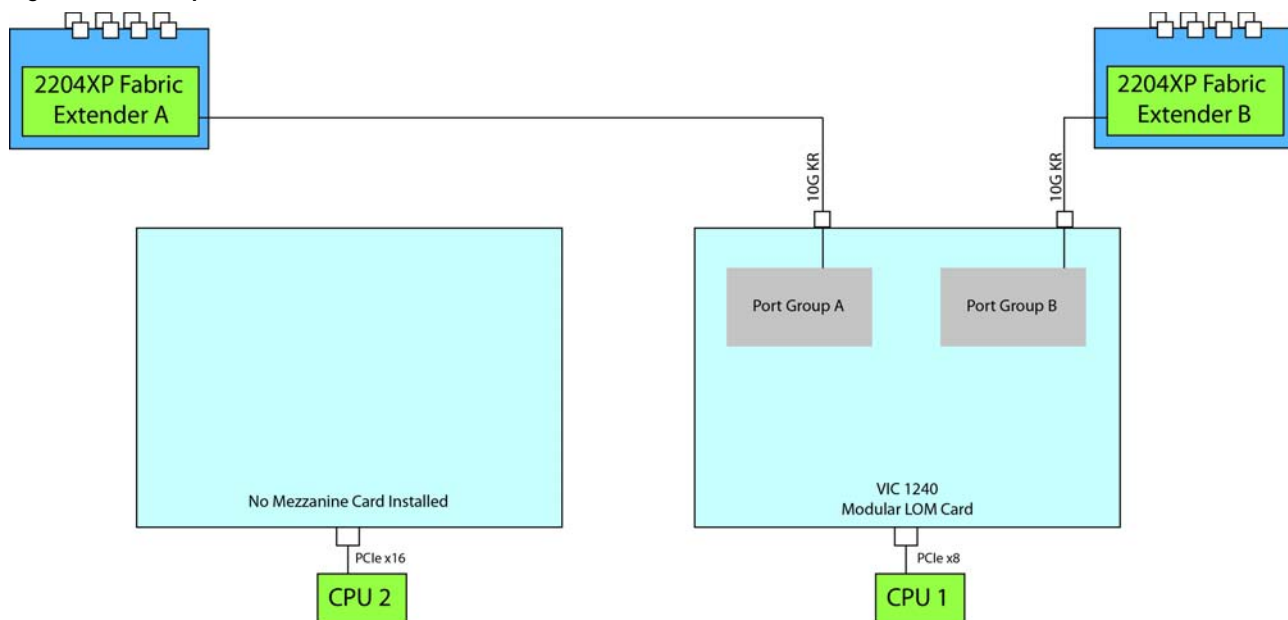 2204XP Fabric
Extender A
2204XP Fabric
Extender B
10G KR
10G KR
Port Group A
Port Group B
No Mezzanine Card Installed
VIC 1240
Modular LOM Card
PCIe x16
PCIe x8
CPU 2
CPU 1